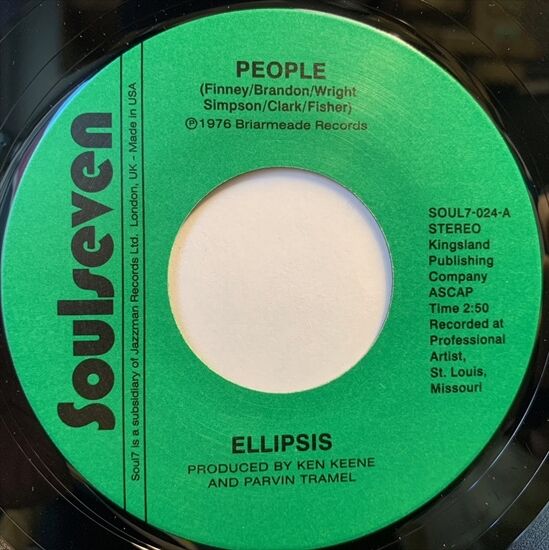 PEOPLE
(Finney/Brandon/Wright
Simpson/Clark/Fisher)
Ⓟ1976 Briarmeade Records
Soulseven
Soul7 is a subsidiary of Jazzman Records Ltd. London, UK - Made in USA
SOUL7-024-A
STEREO
Kingsland
Publishing
Company
ASCAP
Time 2:50
Recorded at
Professional
Artist,
St. Louis,
Missouri
ELLIPSIS
PRODUCED BY KEN KEENE
AND PARVIN TRAMEL